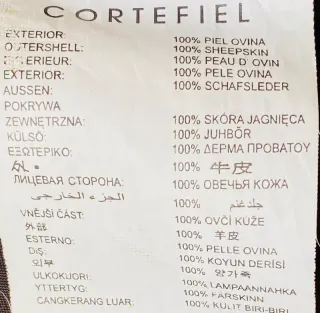 CORTEFIEL
EXTERIOR: 100% PIEL OVINA
OUTERSHELL: 100% SHEEPSKIN
EXTERIEUR: 100% PEAU D'OVIN
EXTERIOR: 100% PELE OVINA
AUSSEN: 100% SCHAFSLEDER
POKRYWA
ZEWNĘTRZNA: 100% SKÓRA JAGNIĘCA
KÜLSŐ: 100% JUHBŐR
ΕΞΩΤΕΡΙΚΟ: 100% ΔΕΡΜΑ ΠΡΟΒΑΤΟΥ
外 • 100% 牛皮
ЛИЦЕВАЯ СТОРОНА: 100% ОВЕЧЬЯ КОЖА
الجزء الخارجي 100% جلد غنم
VNĚJŠÍ ČÁST: 100% OVČÍ KŮŽE
外部 100% 羊皮
ESTERNO: 100% PELLE OVINA
DIŞ: 100% KOYUN DERİSİ
외부 100% 양가죽
ULKOKUORI: 100% LAMPAANNAHKA
YTTERTYG: 100% FÅRSKINN
CANGKERANG LUAR: 100% KULIT BIRI-BIRI